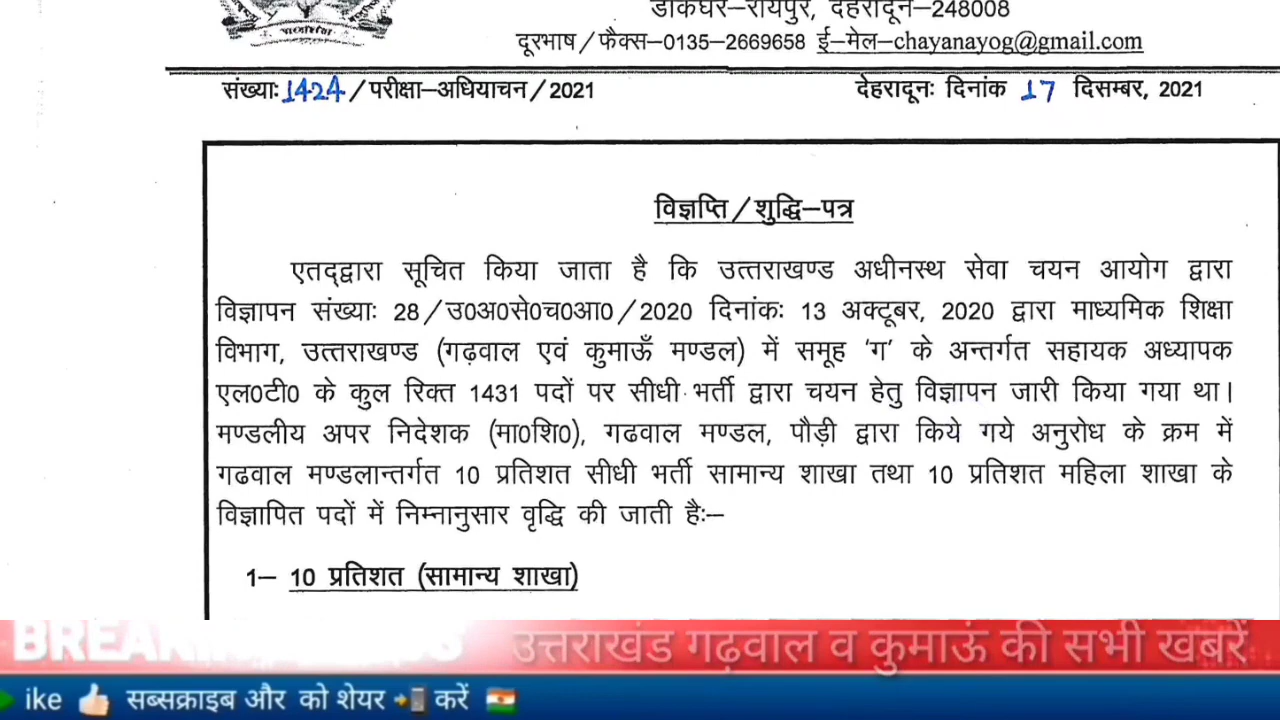 डाकघर–रायपुर, देहरादून–248008
दूरभाष/फैक्स–0135–2669658 ई–मेल–chayanayog@gmail.com
संख्याः 1424/परीक्षा–अधियाचन/2021 देहरादूनः दिनांक 17 दिसम्बर, 2021
विज्ञप्ति/शुद्धि–पत्र
एतद्द्वारा सूचित किया जाता है कि उत्तराखण्ड अधीनस्थ सेवा चयन आयोग द्वारा
विज्ञापन संख्याः 28/उ0अ0से0च0आ0/2020 दिनांकः 13 अक्टूबर, 2020 द्वारा माध्यमिक शिक्षा
विभाग, उत्तराखण्ड (गढ़वाल एवं कुमाऊँ मण्डल) में समूह 'ग' के अन्तर्गत सहायक अध्यापक
एल0टी0 के कुल रिक्त 1431 पदों पर सीधी भर्ती द्वारा चयन हेतु विज्ञापन जारी किया गया था।
मण्डलीय अपर निदेशक (मा0शि0), गढवाल मण्डल, पौड़ी द्वारा किये गये अनुरोध के क्रम में
गढवाल मण्डलान्तर्गत 10 प्रतिशत सीधी भर्ती सामान्य शाखा तथा 10 प्रतिशत महिला शाखा के
विज्ञापित पदों में निम्नानुसार वृद्धि की जाती हैः–
1– 10 प्रतिशत (सामान्य शाखा)
उत्तराखंड गढ़वाल व कुमाऊं की सभी खबरें
ike 👍 सब्सक्राइब और को शेयर 📲 करें 🇮🇳